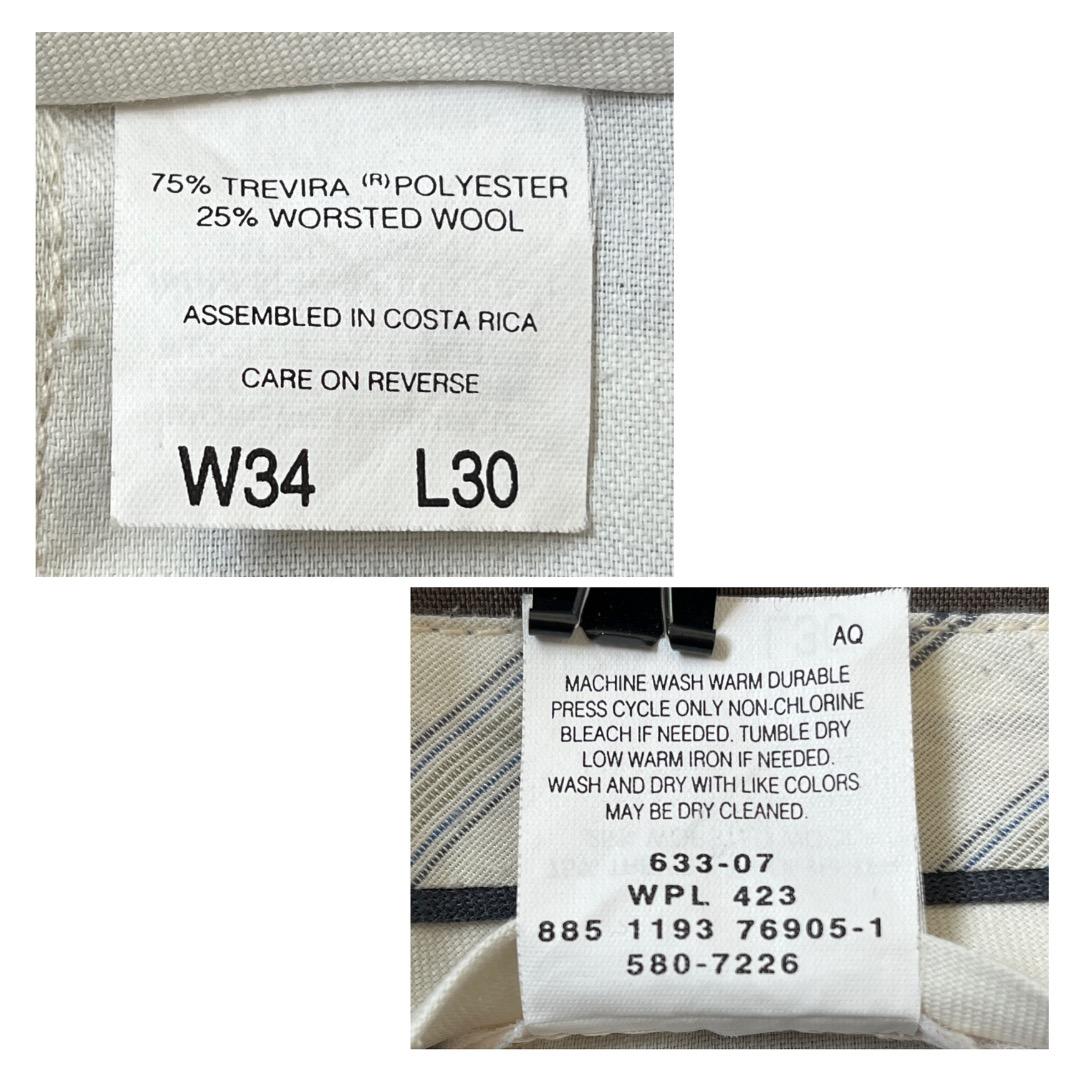 75% TREVIRA (R) POLYESTER
25% WORSTED WOOL
ASSEMBLED IN COSTA RICA
CARE ON REVERSE
W34 L30
AQ
MACHINE WASH WARM DURABLE
PRESS CYCLE ONLY NON-CHLORINE
BLEACH IF NEEDED. TUMBLE DRY
LOW WARM IRON IF NEEDED.
WASH AND DRY WITH LIKE COLORS
MAY BE DRY CLEANED.
633-07
WPL 423
885 1193 76905-1
580-7226